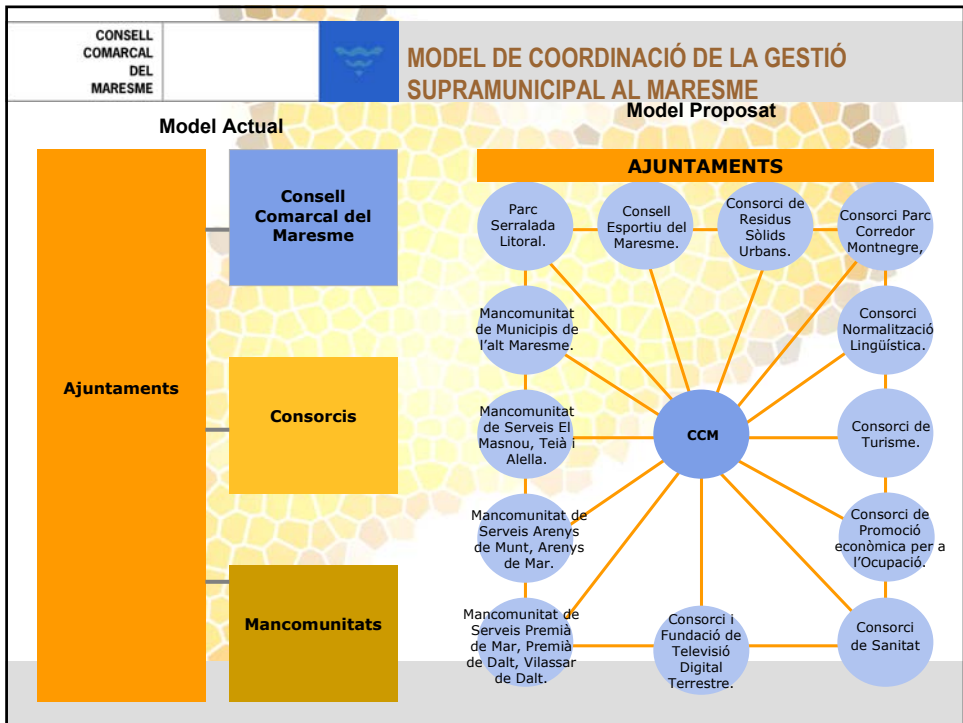 CONSELL
COMARCAL
DEL
MARESME
MODEL DE COORDINACIÓ DE LA GESTIÓ
SUPRAMUNICIPAL AL MARESME
Model Actual
Model Proposat
Ajuntaments
Consell
Comarcal del
Maresme
Consorcis
Mancomunitats
AJUNTAMENTS
Parc
Serralada
Litoral.
Consell
Esportiu del
Maresme.
Consorci de
Residus
Sòlids
Urbans.
Consorci Parc
Corredor
Montnegre,
Mancomunitat
de Municipis de
l'alt Maresme.
Consorci
Normalització
Lingüística.
Mancomunitat
de Serveis El
Masnou, Teià i
Alella.
CCM
Consorci de
Turisme.
Mancomunitat de
Serveis Arenys
de Munt, Arenys
de Mar.
Consorci de
Promoció
econòmica per a
l'Ocupació.
Mancomunitat de
Serveis Premià
de Mar, Premià
de Dalt, Vilassar
de Dalt.
Consorci i
Fundació de
Televisió
Digital
Terrestre.
Consorci
de Sanitat